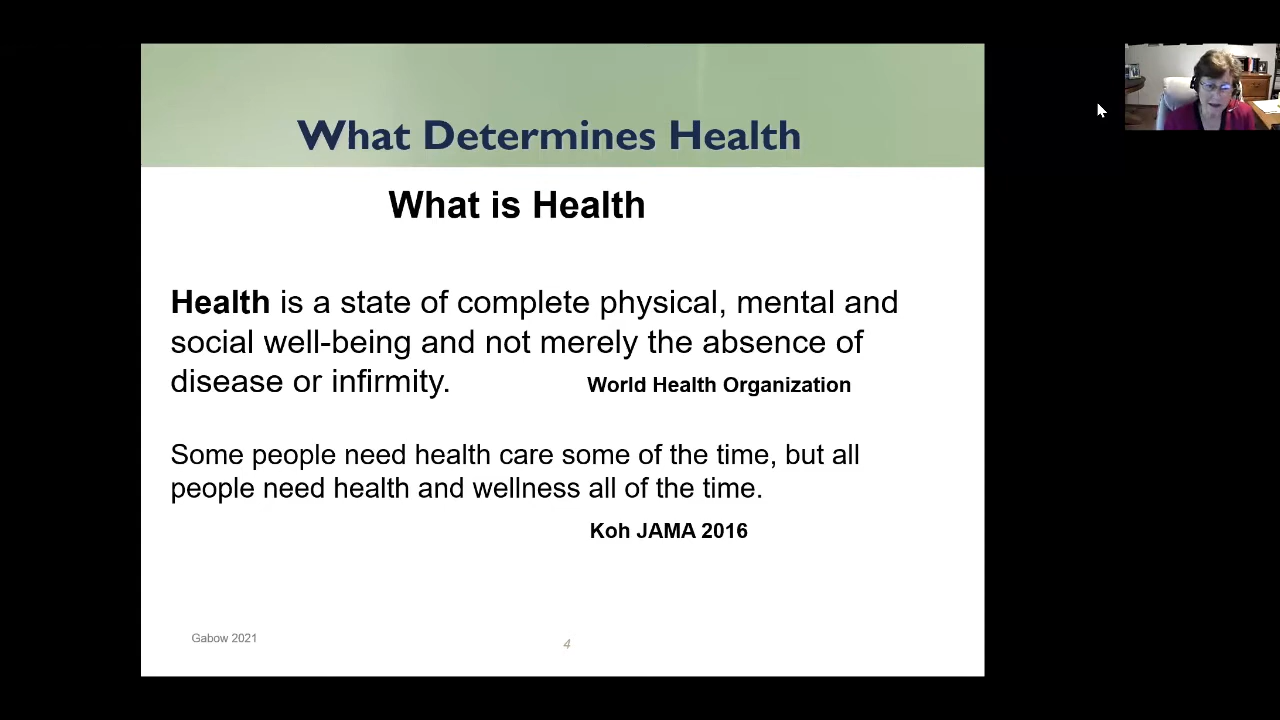 What Determines Health
What is Health
Health is a state of complete physical, mental and
social well-being and not merely the absence of
disease or infirmity. World Health Organization
Some people need health care some of the time, but all
people need health and wellness all of the time.
Koh JAMA 2016
Gabow 2021
4